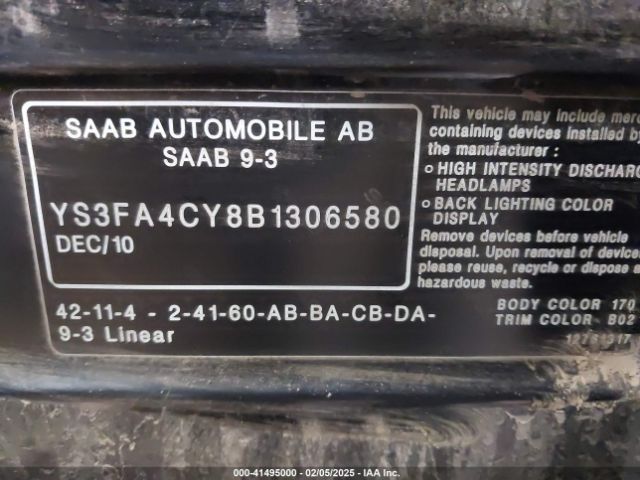 SAAB AUTOMOBILE AB
SAAB 9-3
YS3FA4CY8B1306580
DEC/10
42-11-4 - 2-41-60-AB-BA-CB-DA-
9-3 Linear
This vehicle may include merc
containing devices installed by
the manufacturer :
o HIGH INTENSITY DISCHARG
HEADLAMPS
o BACK LIGHTING COLOR
DISPLAY
Remove devices before vehicle
disposal. Upon removal of device
please reuse, recycle or dispose a
hazardous waste.
BODY COLOR 170
TRIM COLOR - B02
000-41495000 - 02/05/2025 - IAA Inc.